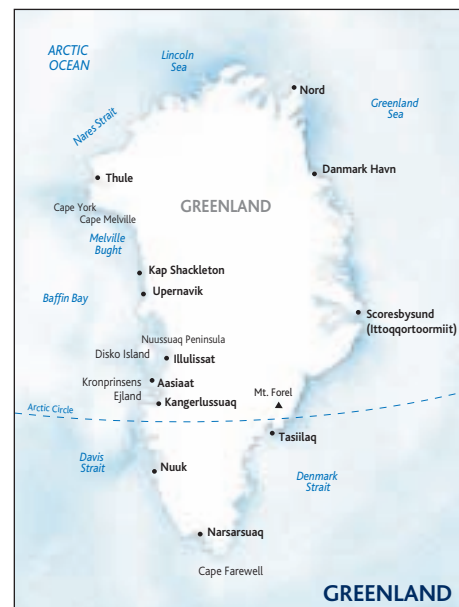 ARCTIC
OCEAN
Lincoln
Sea
Nord
Greenland
Sea
Nares Strait
Danmark Havn
Thule
GREENLAND
Cape York
Cape Melville
Melville
Bught
Kap Shackleton
Baffin Bay
Upernavik
Scoresbysund
(Ittoqqortoormiit)
Nuussuaq Peninsula
Disko Island
Illulissat
Kronprinsens
Ejland
Aasiaat
Mt. Forel
Kangerlussuaq
Arctic Circle
Tasiilaq
Davis
Strait
Nuuk
Denmark
Strait
Narsarsuaq
Cape Farewell
GREENLAND